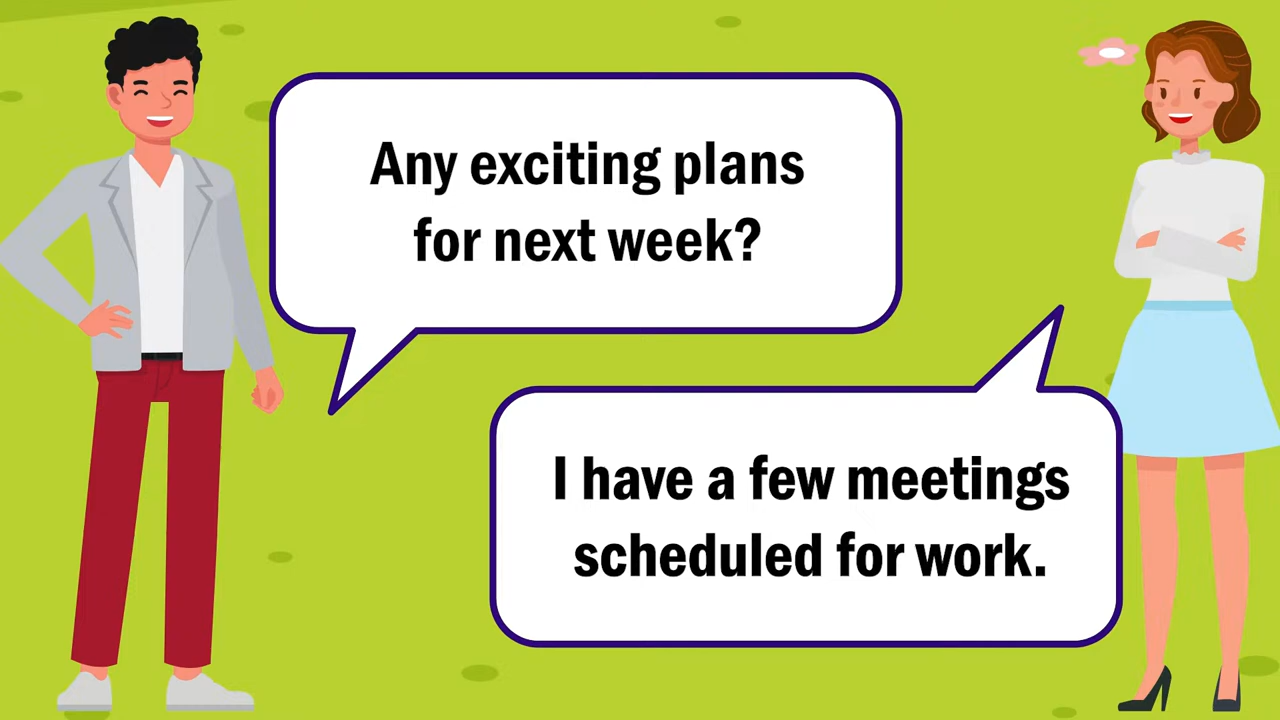 Any exciting plans
for next week?
I have a few meetings
scheduled for work.